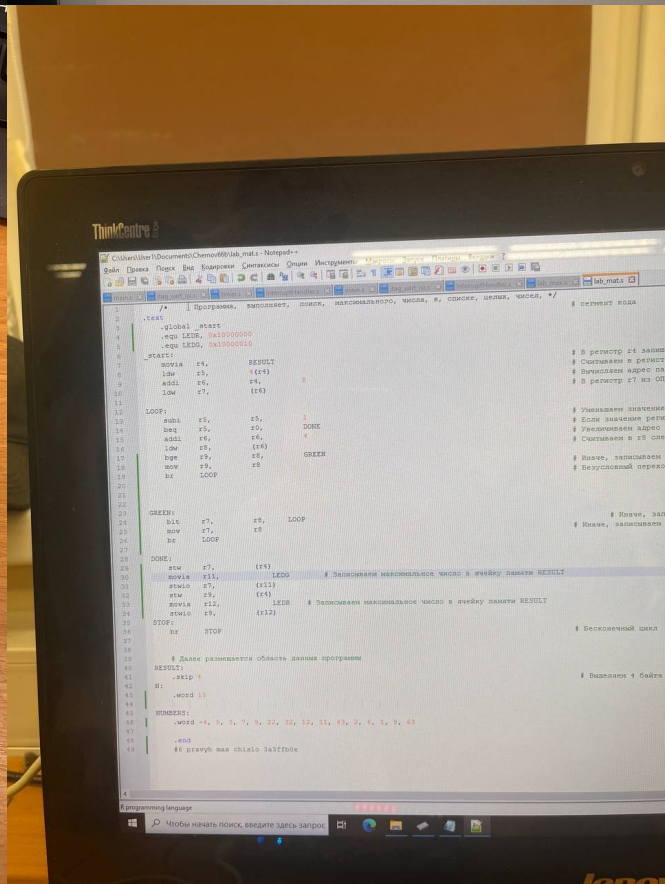 ThinkCentre
C:\Users\User1\Documents\Chernov66b\lab_mat.s - Notepad++
Файл Правка Поиск Вид Кодировки Синтаксисы Опции Инструменты
lab_mat.s
1 /* Программа, выполняет, поиск, максимального, числа, в, списке, целых, чисел, */ # сегмент кода
2 .text
3 .global _start
4 .equ LEDR, 0x10000000
5 .equ LEDG, 0x10000010
6 _start: # В регистр r4 запи
7 movia r4, RESULT # Считываем в регист
8 ldw r5, 4(r4) # Вычисляем адрес па
9 addi r6, r4, # В регистр r7 из ОП
10 ldw r7, (r6)
11
12 LOOP: # Уменьшаем значение
13 subi r5, r5, 1 # Если значение реги
14 beq r5, r0, DONE # Увеличиваем адрес
15 addi r6, r6, 4 # Считываем в r8 сле
16 ldw r8, (r6)
17 bge r9, r8, GREEN # Иначе, записываем
18 mov r9, r8 # Безусловный перехо
19 br LOOP
20
21
22
23 GREEN: # Иначе, зап
24 blt r7, r8, LOOP # Иначе, записываем
25 mov r7, r8
26 br LOOP
27
28 DONE:
29 stw r7, (r4)
30 movia r11, LEDG # Записываем максимальное число в ячейку памяти RESULT
31 stwio r7, (r11)
32 stw r9, (r4)
33 movia r12, LEDR # Записываем максимальное число в ячейку памяти RESULT
34 stwio r9, (r12)
35 STOP:
36 br STOP # Бесконечный цикл
37
38
39 # Далее размещается область данных программы
40 RESULT:
41 .skip 4 # Выделяем 4 байта
42 N:
43 .word 15
44
45 NUMBERS:
46 .word -4, 5, 3, 7, 9, 22, 32, 12, 11, 43, 2, 6, 1, 8, 63
47
48 .end
49 #6 pravyh max chislo 3a3ffb0e
R programming language
Чтобы начать поиск, введите здесь запрос